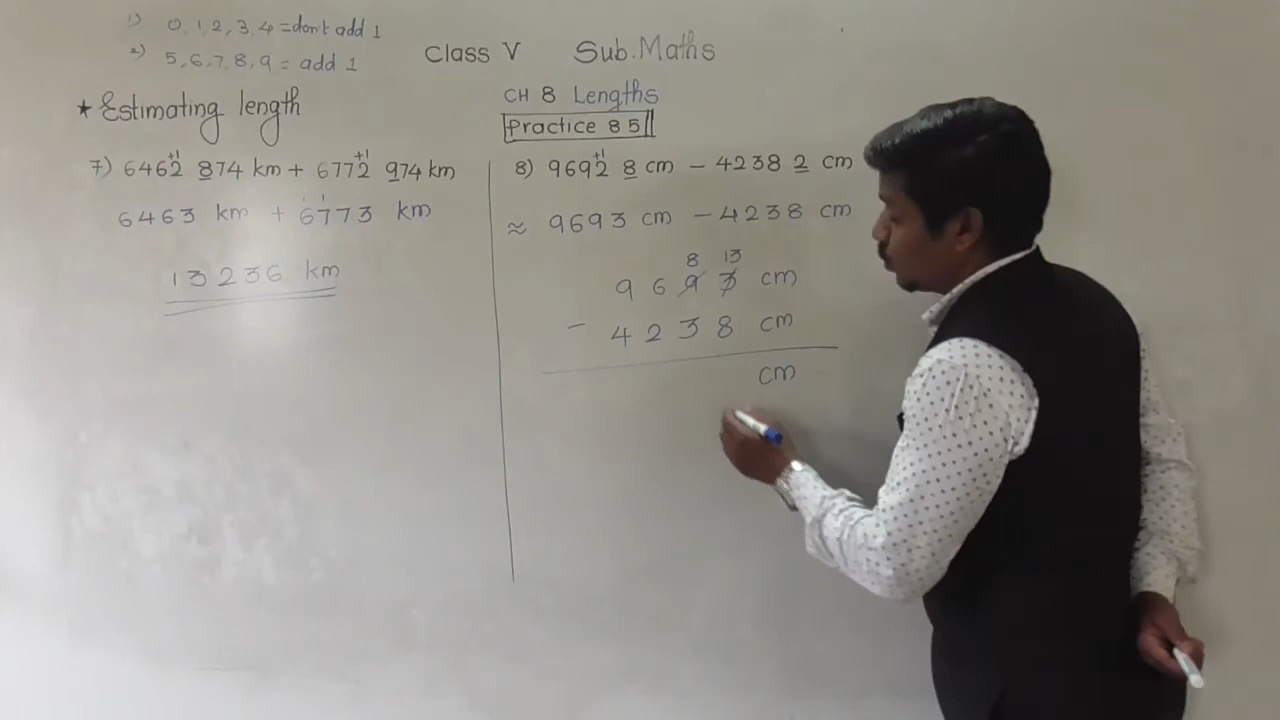 1) 0, 1, 2, 3, 4 = don't add 1
2) 5, 6, 7, 8, 9 = add 1
Class V Sub. Maths
CH 8 Lengths
Practice 8 5
* Estimating length
7) 6462 +1 874 km + 6772 +1 974 km
6463 km + 6773 km
13236 km
8) 9692 +1 8 cm - 4238 2 cm
≈ 9693 cm - 4238 cm
8 13
9 6 9 3 cm
- 4 2 3 8 cm
cm